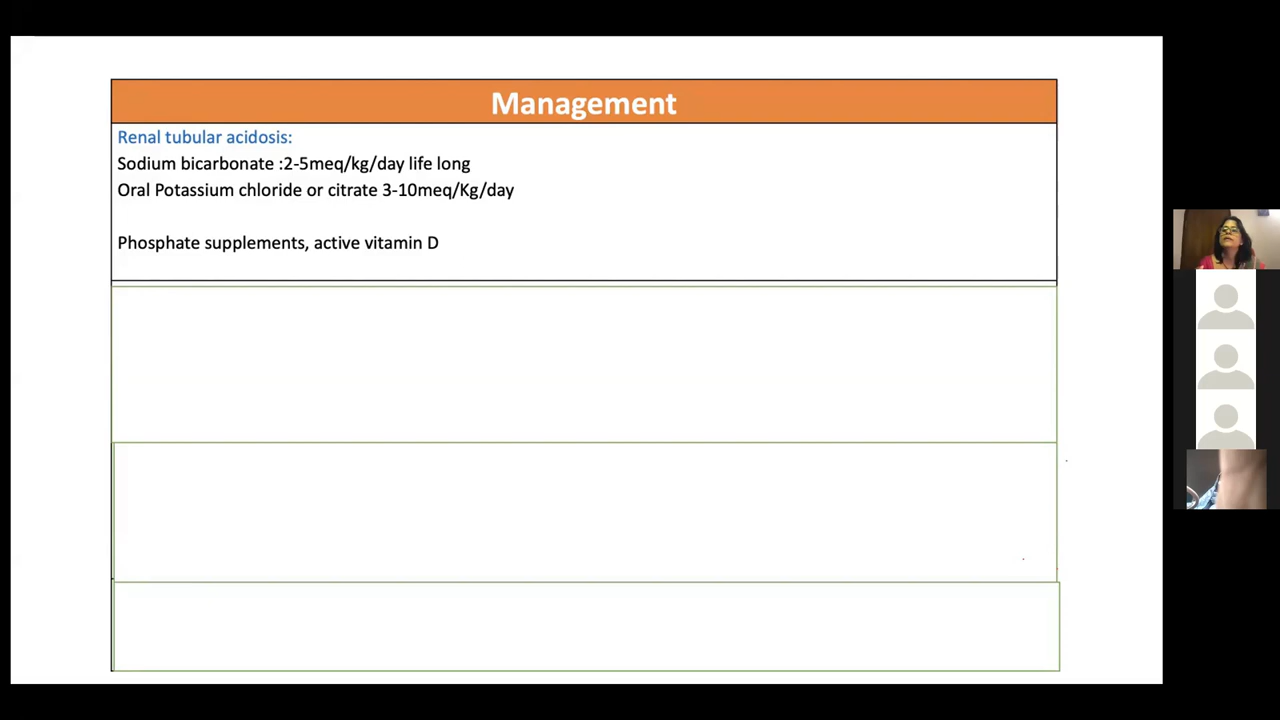 Management
Renal tubular acidosis:
Sodium bicarbonate :2-5meq/kg/day life long
Oral Potassium chloride or citrate 3-10meq/Kg/day
Phosphate supplements, active vitamin D